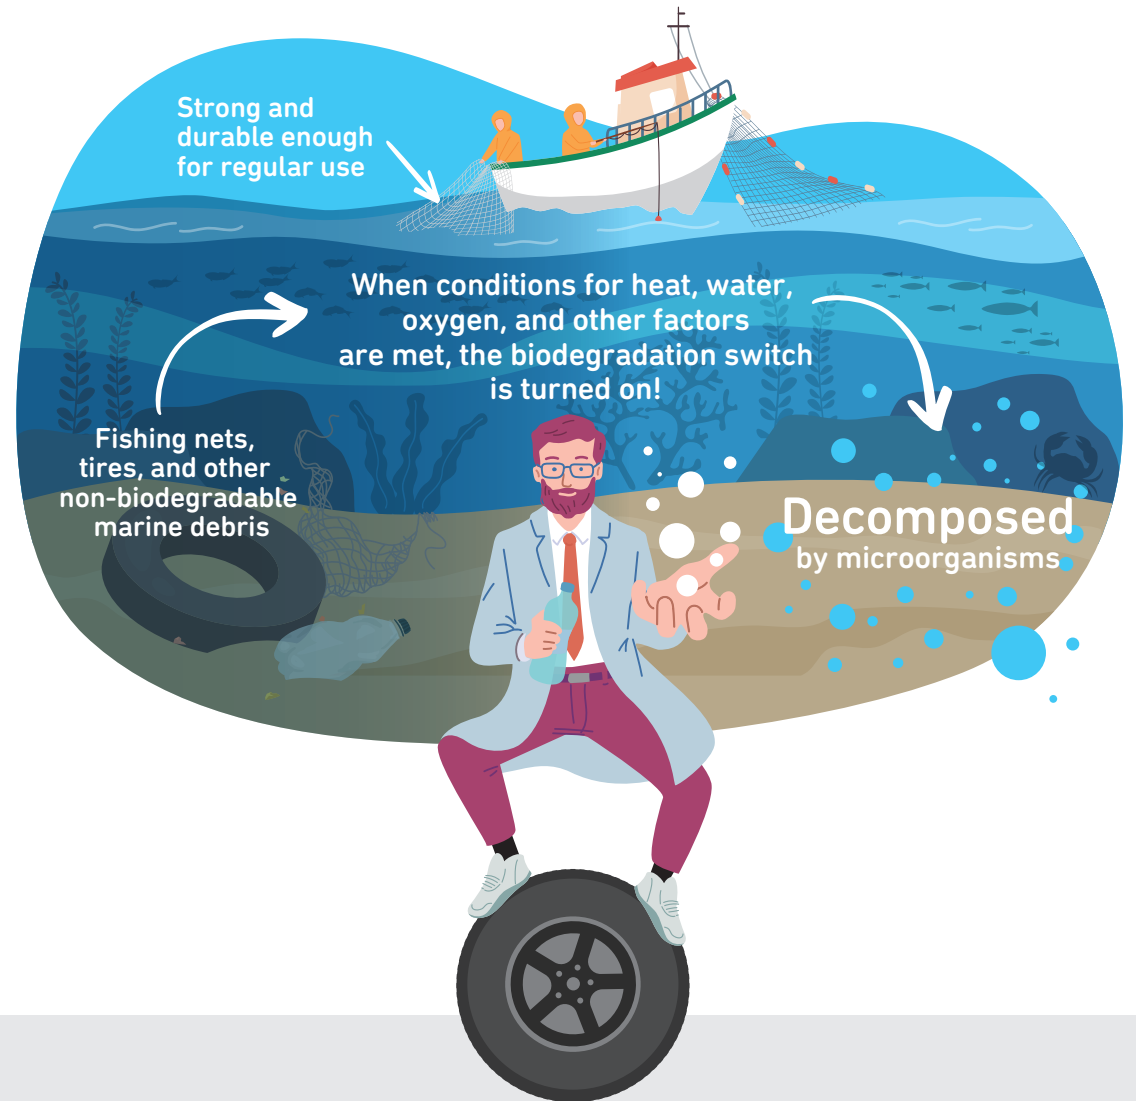 Strong and
durable enough
for regular use
When conditions for heat, water,
oxygen, and other factors
are met, the biodegradation switch
is turned on!
Fishing nets,
tires, and other
non-biodegradable
marine debris
Decomposed
by microorganisms